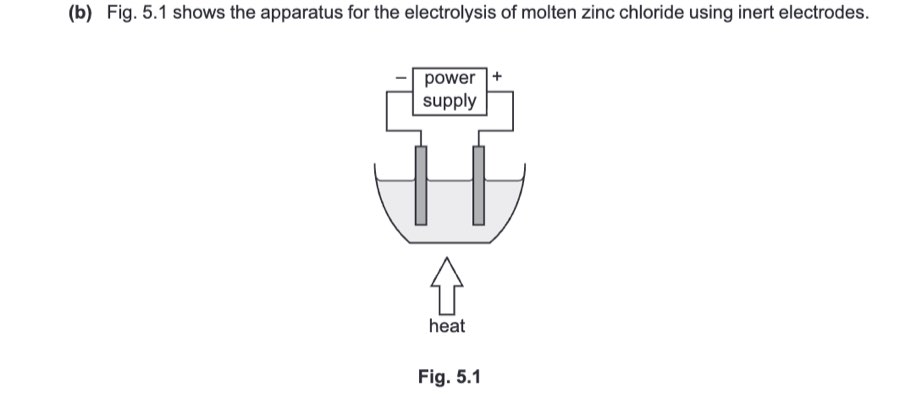 (b) Fig. 5.1 shows the apparatus for the electrolysis of molten zinc chloride using inert electrodes.
– power +
supply
heat
Fig. 5.1